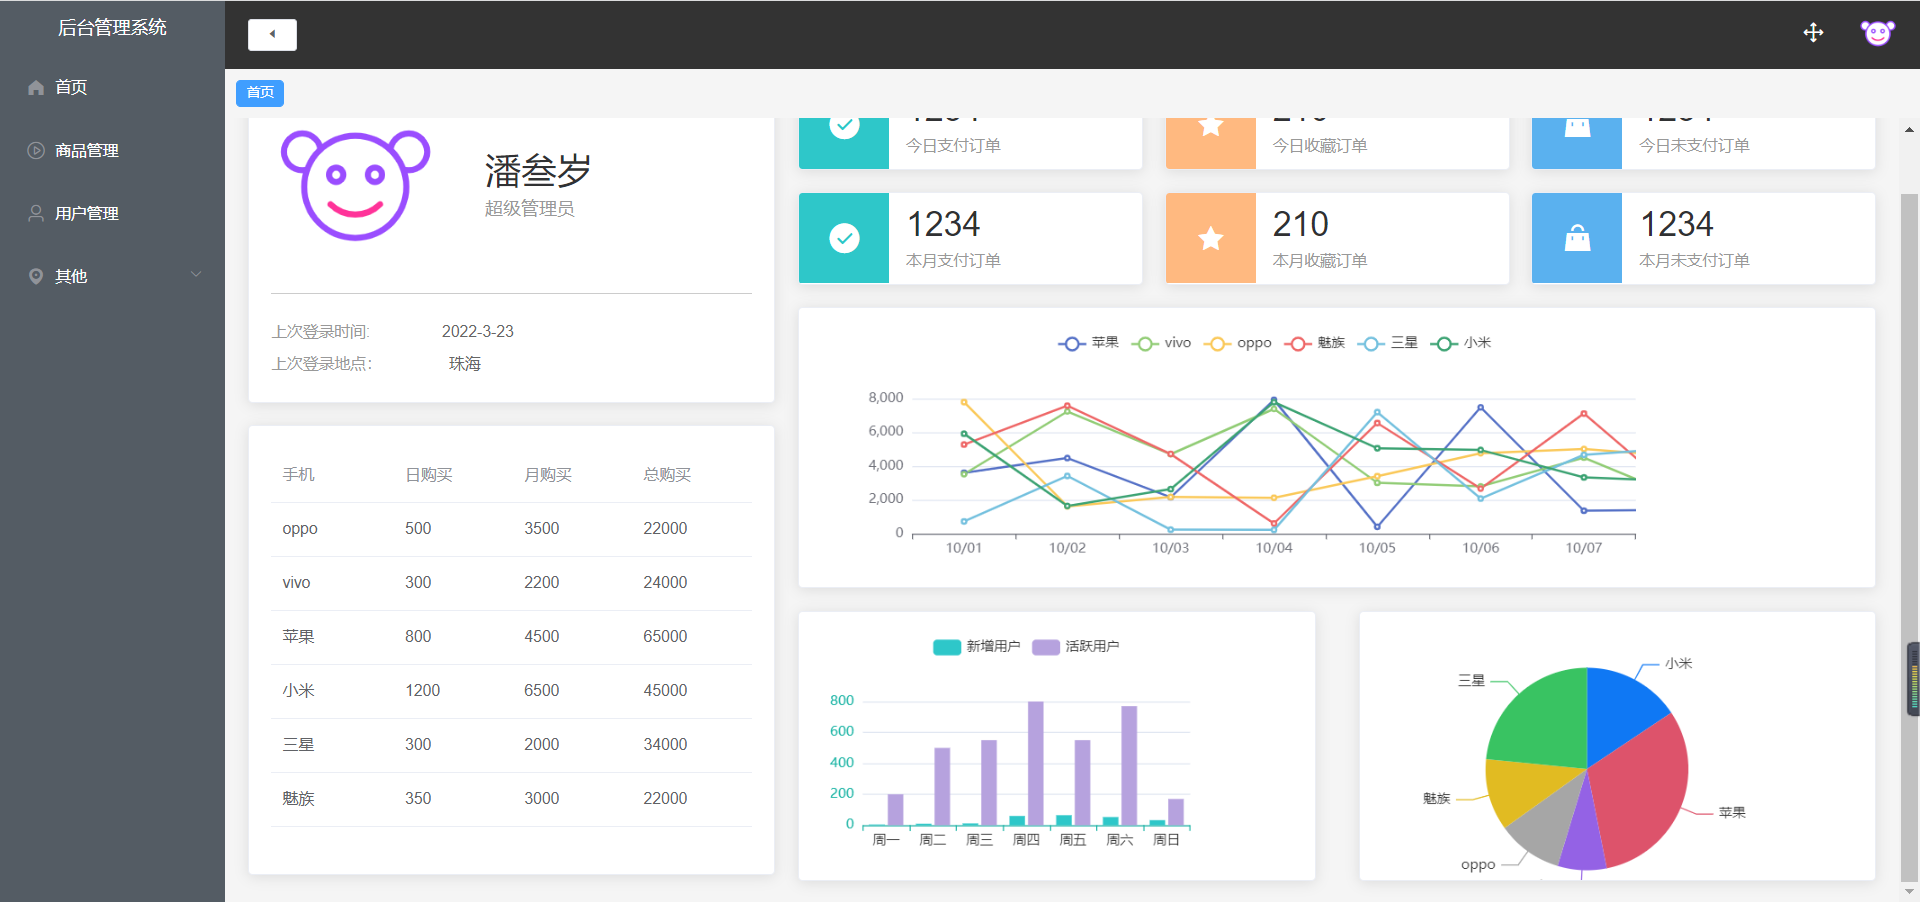 后台管理系统
首页
商品管理
用户管理
其他
首页
潘叁岁
超级管理员
上次登录时间: 2022-3-23
上次登录地点: 珠海
手机 日购买 月购买 总购买
oppo 500 3500 22000
vivo 300 2200 24000
苹果 800 4500 65000
小米 1200 6500 45000
三星 300 2000 34000
魅族 350 3000 22000
今日支付订单
今日收藏订单
今日未支付订单
1234
本月支付订单
210
本月收藏订单
1234
本月未支付订单
苹果 vivo oppo 魅族 三星 小米
8,000
6,000
4,000
2,000
0
10/01 10/02 10/03 10/04 10/05 10/06 10/07
新增用户 活跃用户
800
600
400
200
0
周一 周二 周三 周四 周五 周六 周日
小米
三星
魅族
苹果
oppo